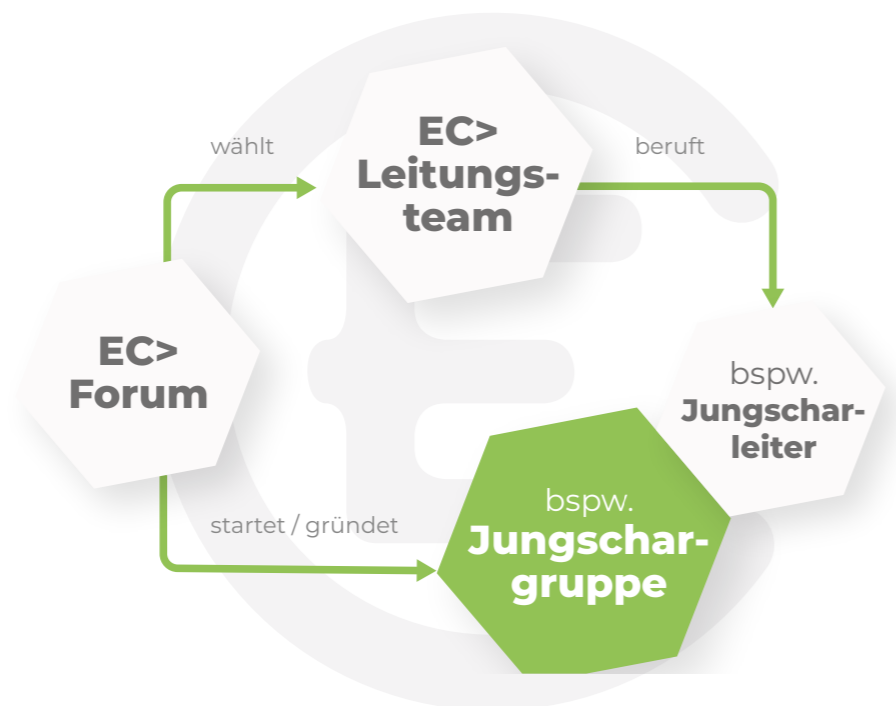 wählt
EC>
Leitungs-
team
beruft
EC>
Forum
bspw.
Jungschar-
leiter
startet / gründet
bspw.
Jungschar-
gruppe